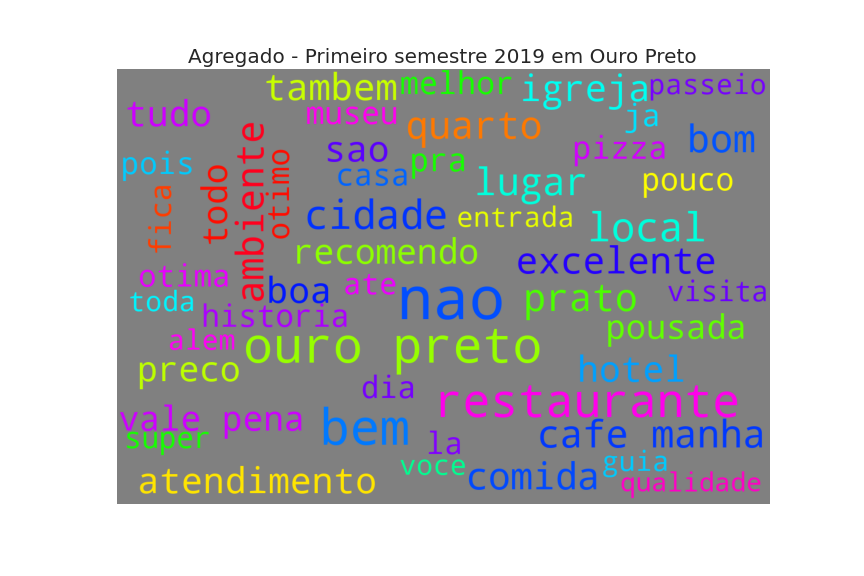 Agregado - Primeiro semestre 2019 em Ouro Preto
tambem
melhor
igreja
passeio
tudo
museu
quarto
ja
bom
sao
pra
pizza
pois
casa
lugar
pouco
fica
todo
ambiente
otimo
cidade
entrada
local
recomendo
excelente
otima
boa
ate
nao
prato
visita
toda
historia
alem
ouro preto
pousada
preco
dia
hotel
restaurante
vale pena
super
bem
la
cafe manha
voce
guia
atendimento
comida
qualidade